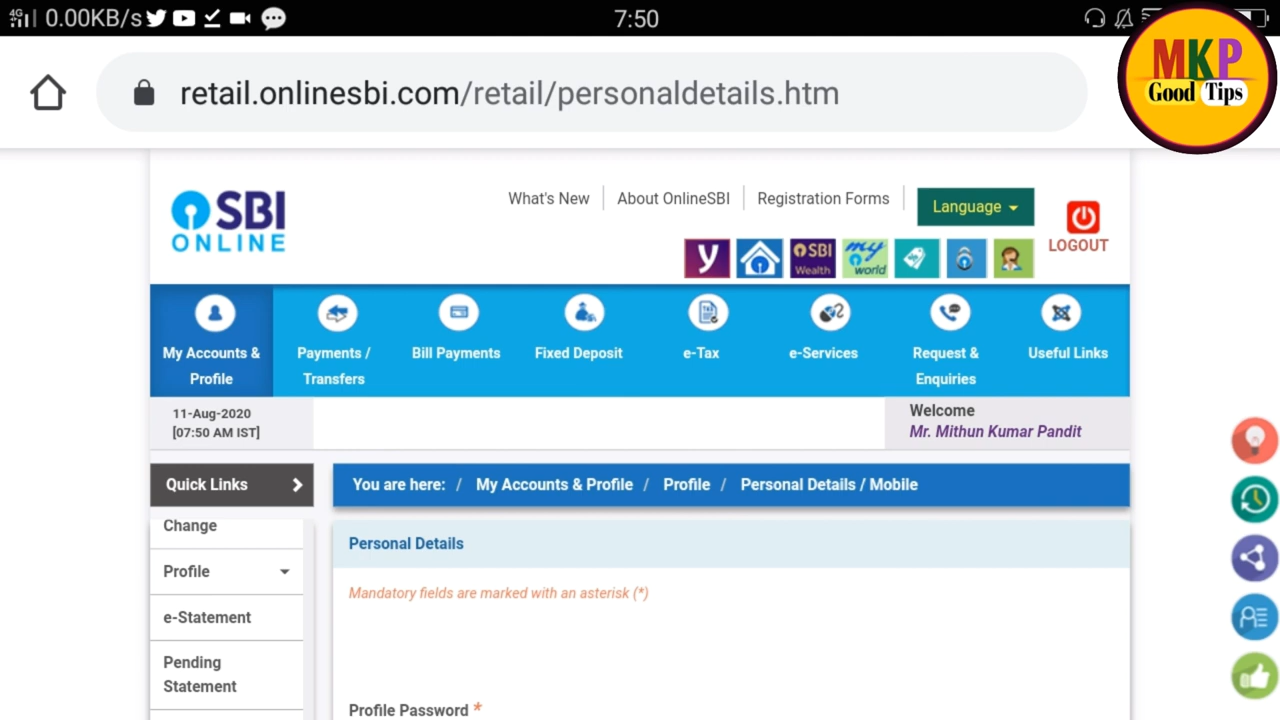 4G 0.00KB/s
7:50
MKP
Good Tips
retail.onlinesbi.com/retail/personaldetails.htm
SBI
ONLINE
What's New
About OnlineSBI
Registration Forms
Language
LOGOUT
y
SBI
Wealth
my
world
My Accounts &
Profile
Payments /
Transfers
Bill Payments
Fixed Deposit
e-Tax
e-Services
Request &
Enquiries
Useful Links
11-Aug-2020
[07:50 AM IST]
Welcome
Mr. Mithun Kumar Pandit
Quick Links
You are here: / My Accounts & Profile / Profile / Personal Details / Mobile
Change
Profile
e-Statement
Pending
Statement
Personal Details
Mandatory fields are marked with an asterisk (*)
Profile Password *